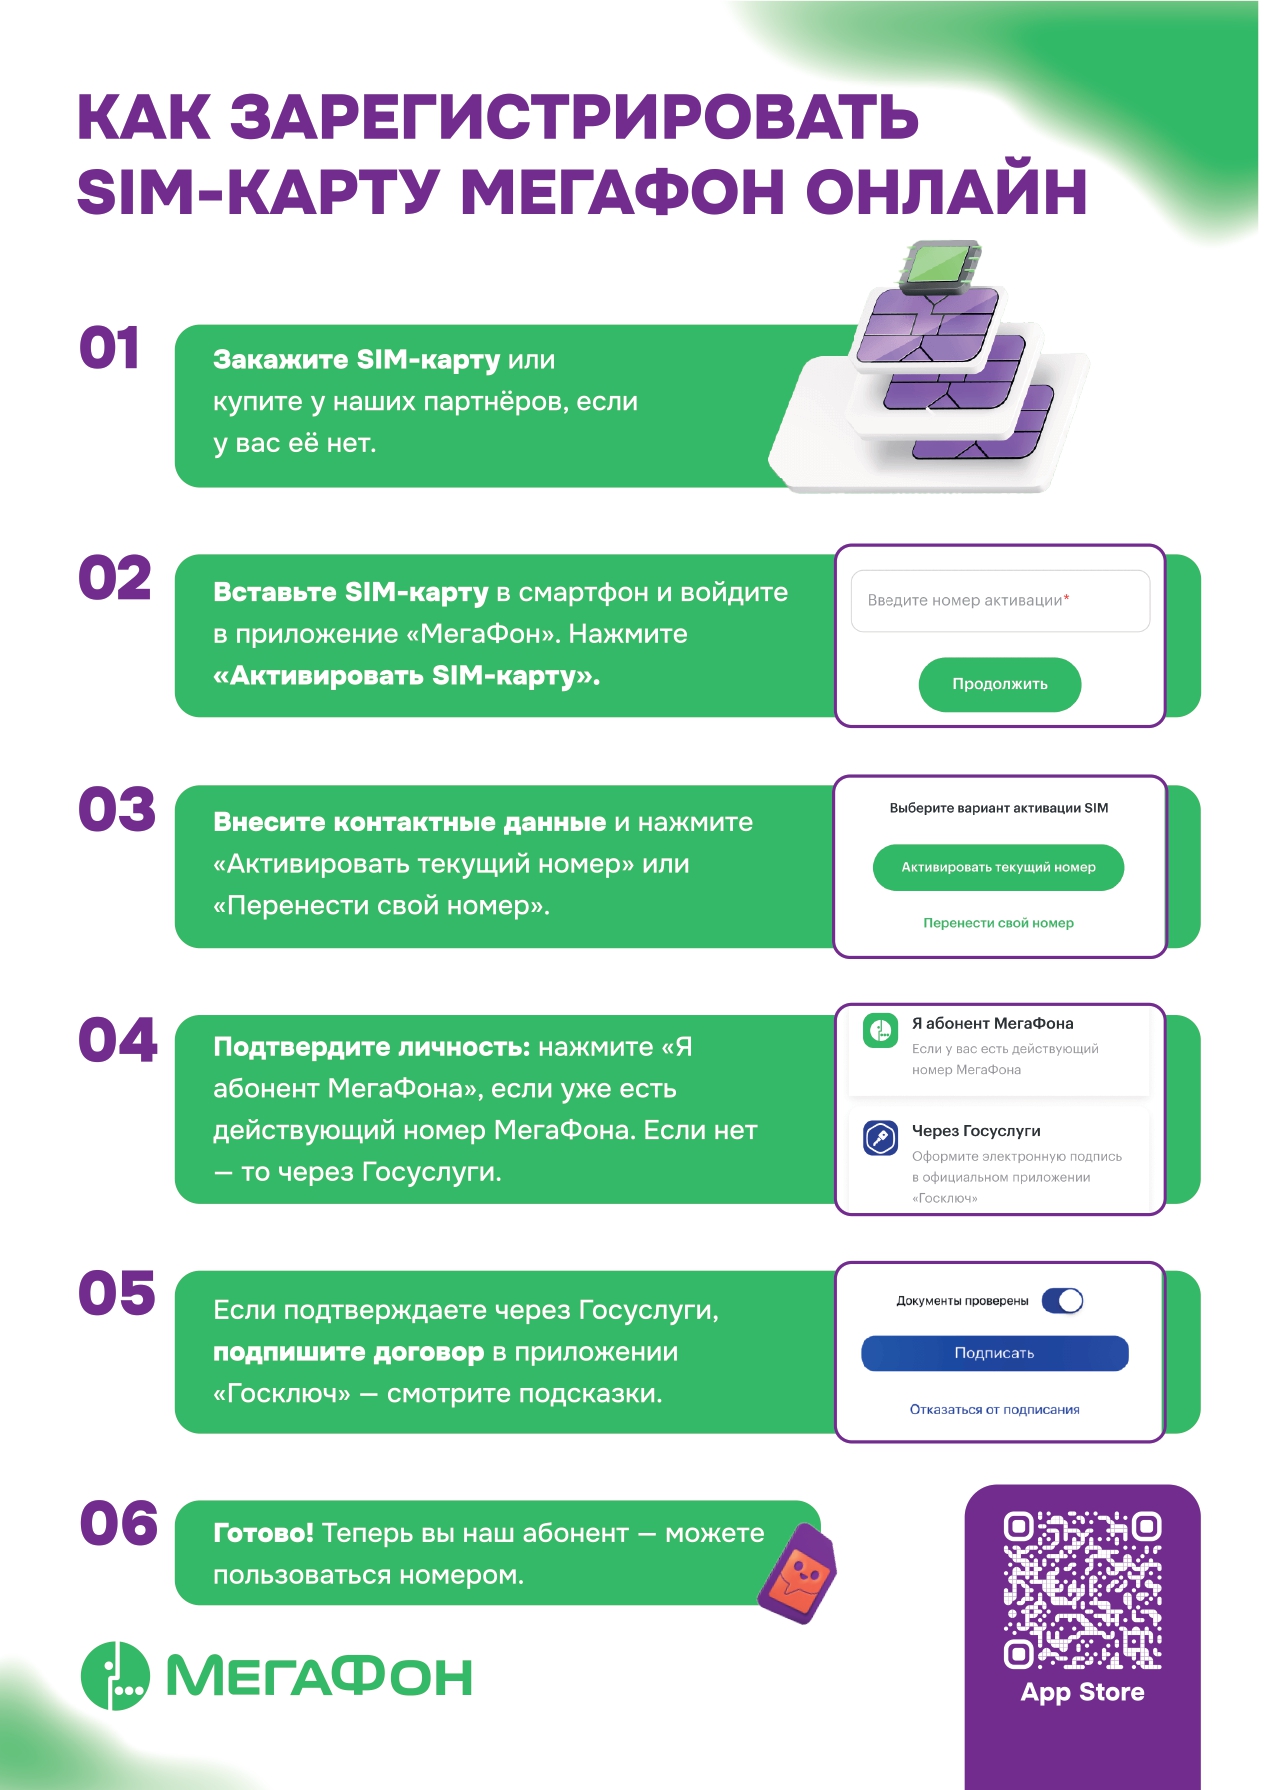 КАК ЗАРЕГИСТРИРОВАТЬ
SIM-КАРТУ МЕГАФОН ОНЛАЙН
01
Закажите SIM-карту или
купите у наших партнёров, если
у вас её нет.
02
Вставьте SIM-карту в смартфон и войдите
в приложение «МегаФон». Нажмите
«Активировать SIM-карту».
Введите номер активации*
Продолжить
03
Внесите контактные данные и нажмите
«Активировать текущий номер» или
«Перенести свой номер».
Выберите вариант активации SIM
Активировать текущий номер
Перенести свой номер
04
Подтвердите личность: нажмите «Я
абонент МегаФона», если уже есть
действующий номер МегаФона. Если нет
— то через Госуслуги.
Я абонент МегаФона
Если у вас есть действующий
номер МегаФона
Через Госуслуги
Оформите электронную подпись
в официальном приложении
«Госключ»
05
Если подтверждаете через Госуслуги,
подпишите договор в приложении
«Госключ» — смотрите подсказки.
Документы проверены
Подписать
Отказаться от подписания
06
Готово! Теперь вы наш абонент — можете
пользоваться номером.
МЕГАФОН
App Store